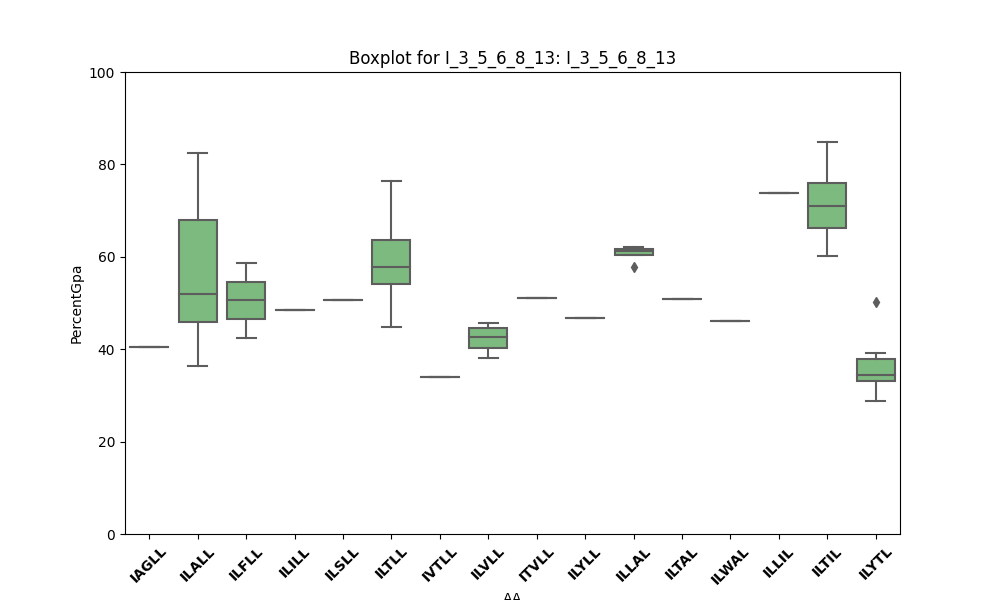 Boxplot for I_3_5_6_8_13: I_3_5_6_8_13
100
80
60
40
20
0
PercentGpa
IAGLL
ILALL
ILFLL
ILILL
ILSLL
ILTLL
IVTLL
ILVLL
ITVLL
ILYLL
ILLAL
ILTAL
ILWAL
ILLIL
ILTIL
ILYTL
AA